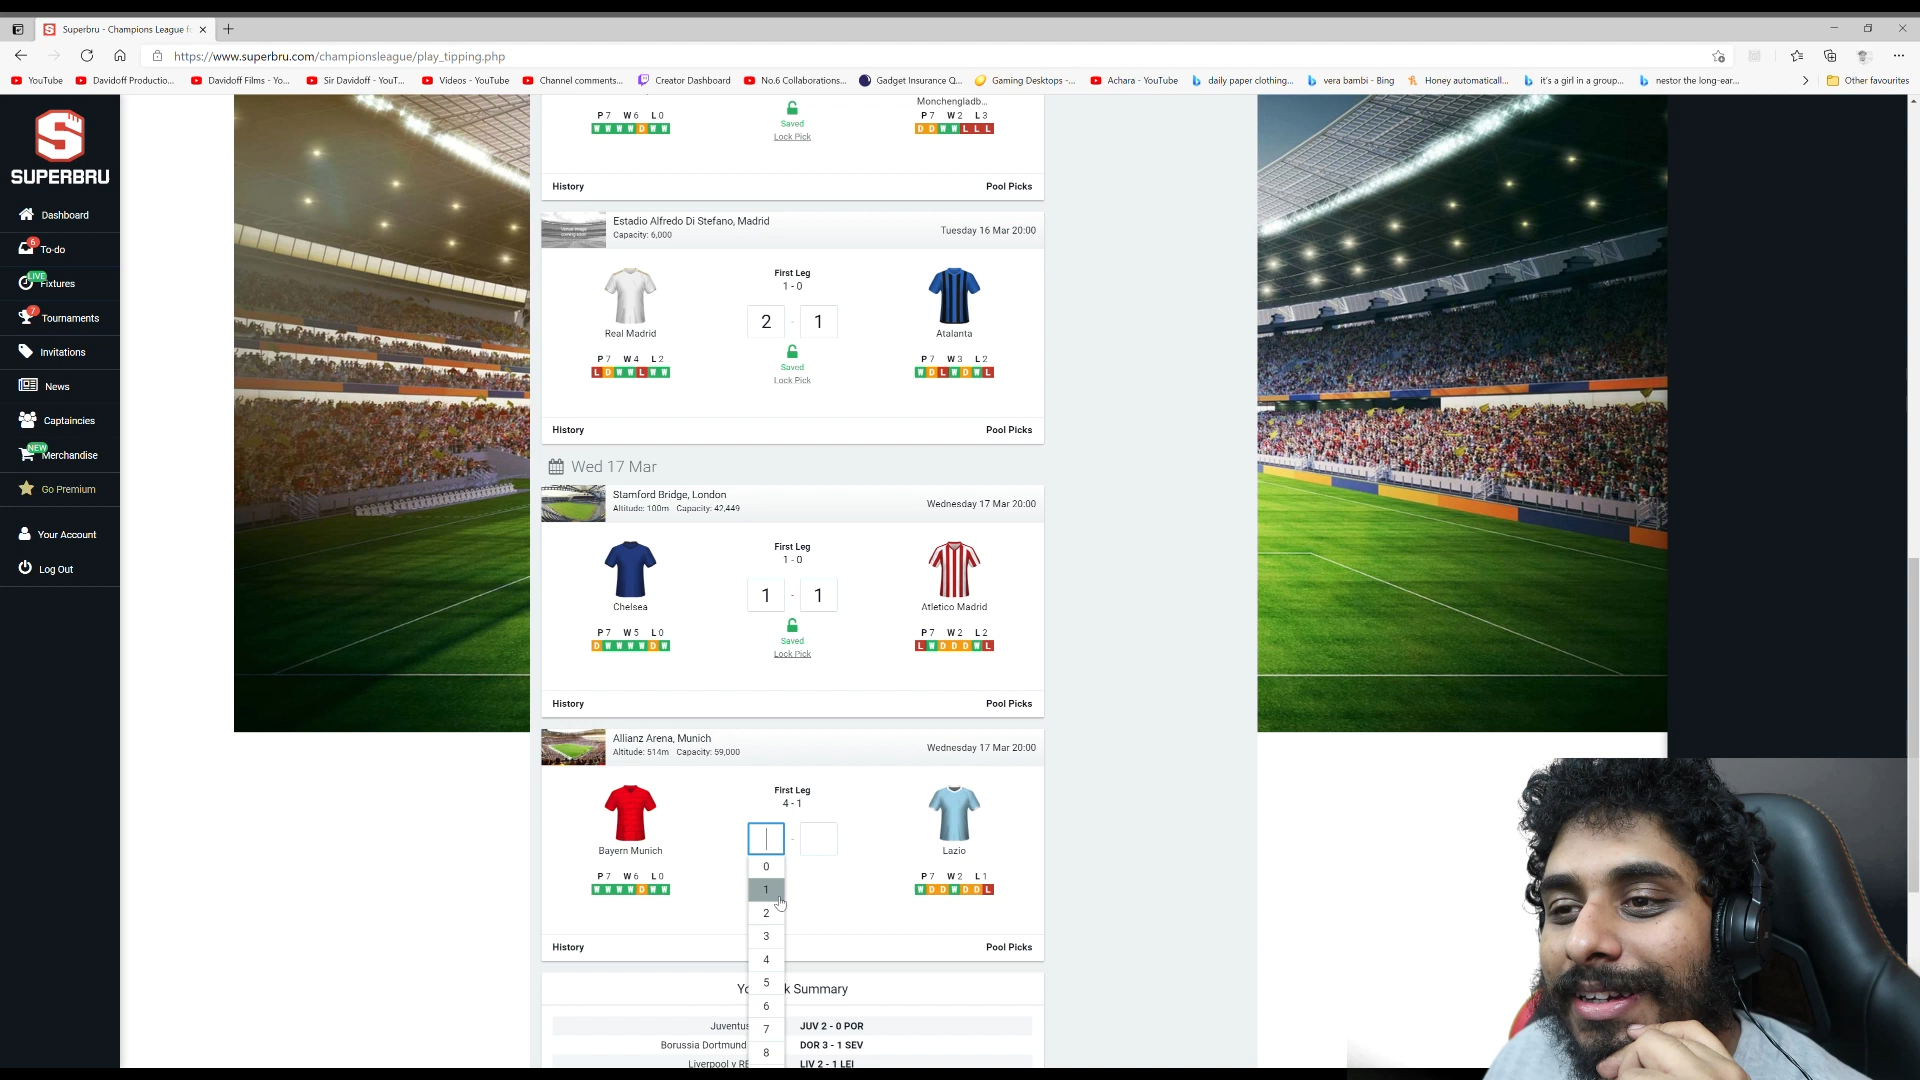 Superbru - Champions League f
https://www.superbru.com/championsleague/play_tipping.php
YouTube
Davidoff Productio...
Davidoff Films - Yo...
Sir Davidoff - YouT...
Videos - YouTube
Channel comments...
Creator Dashboard
No.6 Collaborations...
Gadget Insurance Q...
Gaming Desktops -...
Achara - YouTube
daily paper clothing...
vera bambi - Bing
Honey automaticall...
it's a girl in a group...
nestor the long-ear...
Other favourites
SUPERBRU
Dashboard
6
To-do
LIVE
Fixtures
7
Tournaments
Invitations
News
Captaincies
NEW
Merchandise
Go Premium
Your Account
Log Out
Monchengladb...
P 7 W 6 L 0
W W W W D W W
Saved
Lock Pick
P 7 W 2 L 3
D D W W L L L
History
Pool Picks
Estadio Alfredo Di Stefano, Madrid
Capacity: 6,000
Tuesday 16 Mar 20:00
First Leg
1 - 0
2 - 1
Real Madrid
Atalanta
P 7 W 4 L 2
L D W W L W W
Saved
Lock Pick
P 7 W 3 L 2
W D L W D W L
History
Pool Picks
Wed 17 Mar
Stamford Bridge, London
Altitude: 100m Capacity: 42,449
Wednesday 17 Mar 20:00
First Leg
1 - 0
1 - 1
Chelsea
Atletico Madrid
P 7 W 5 L 0
D W W W W D W
Saved
Lock Pick
P 7 W 2 L 2
L W D D D W L
History
Pool Picks
Allianz Arena, Munich
Altitude: 514m Capacity: 59,000
Wednesday 17 Mar 20:00
First Leg
4 - 1
Bayern Munich
Lazio
P 7 W 6 L 0
W W W W D W W
P 7 W 2 L 1
W D D W D D L
0
1
2
3
4
5
6
7
8
History
Pool Picks
k Summary
Juventus
JUV 2 - 0 POR
Borussia Dortmund
DOR 3 - 1 SEV
Liverpool v RB
LIV 2 - 1 LEI